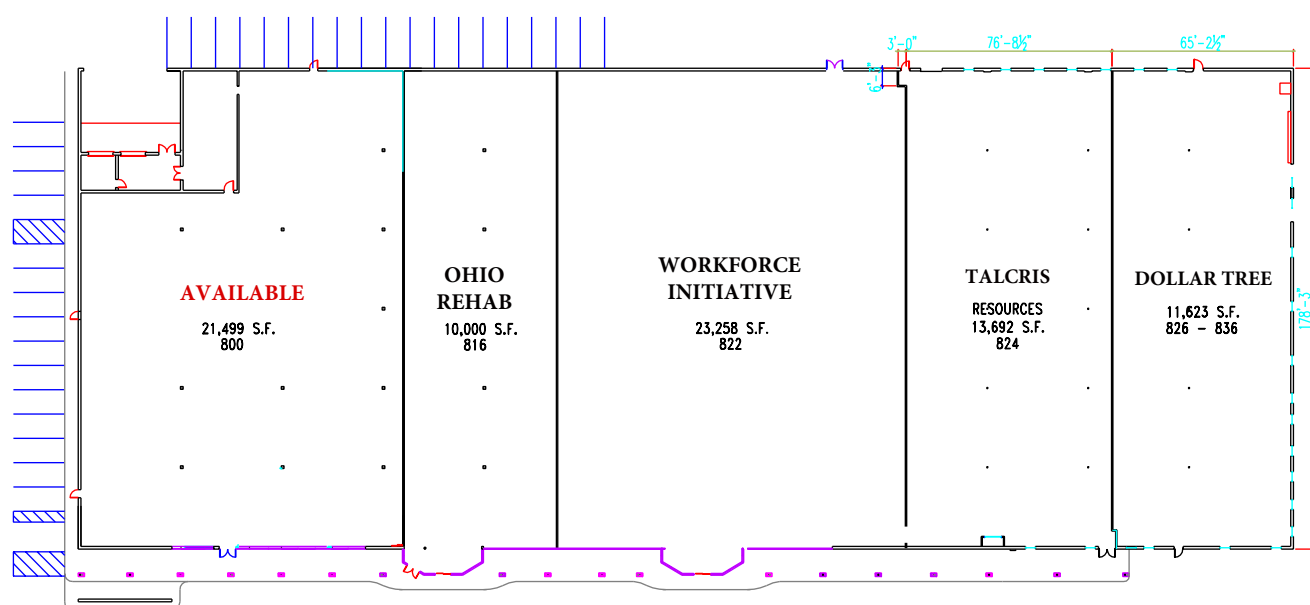 3'-0"
76'-8½"
65'-2½"
AVAILABLE
21,499 S.F.
800
OHIO
REHAB
10,000 S.F.
816
WORKFORCE
INITIATIVE
23,258 S.F.
822
TALCRIS
RESOURCES
13,692 S.F.
824
DOLLAR TREE
11,623 S.F.
826 - 836
178'-3"